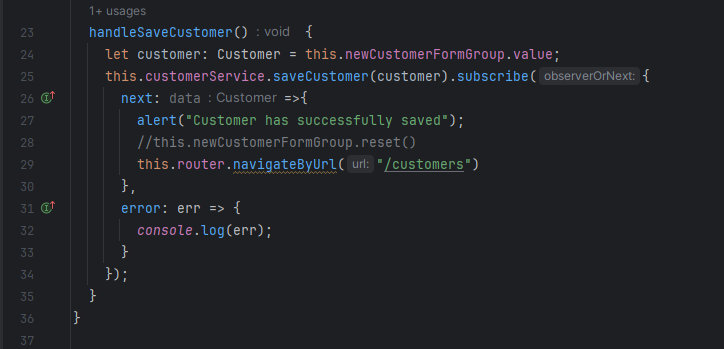 1+ usages
23 handleSaveCustomer() : void {
24 let customer: Customer = this.newCustomerFormGroup.value;
25 this.customerService.saveCustomer(customer).subscribe( observerOrNext: {
26 next: data : Customer =>{
27 alert("Customer has successfully saved");
28 //this.newCustomerFormGroup.reset()
29 this.router.navigateByUrl( url: "/customers")
30 },
31 error: err => {
32 console.log(err);
33 }
34 });
35 }
36 }
37